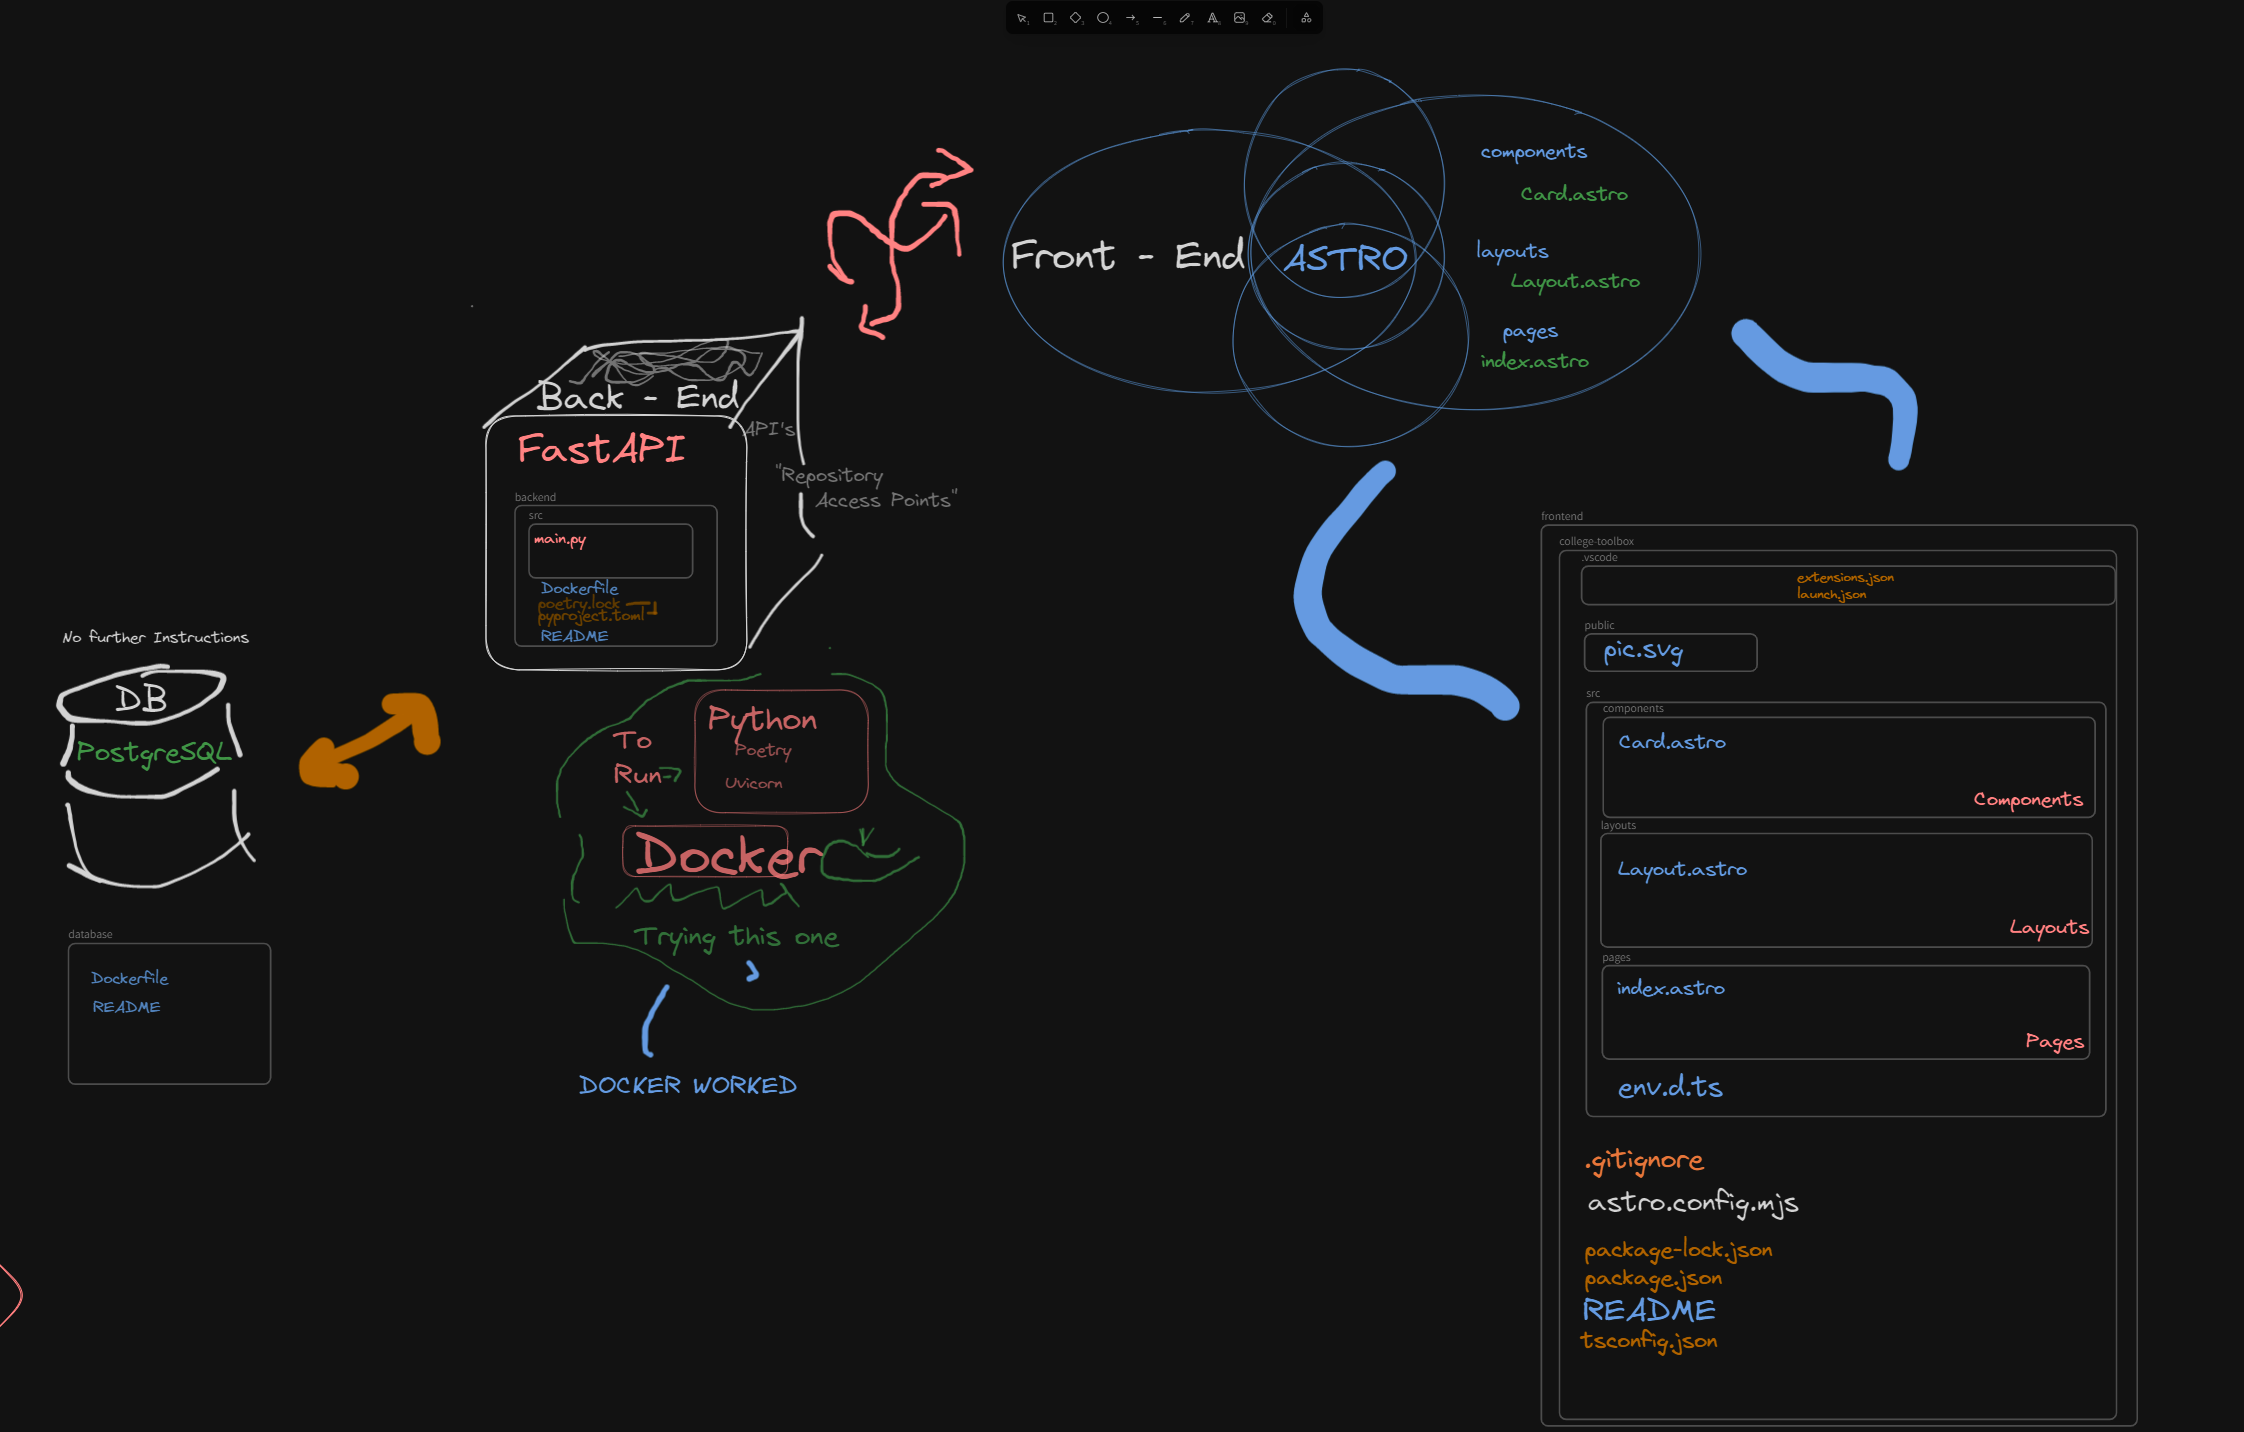 Front - End
ASTRO
components
Card.astro
layouts
Layout.astro
pages
index.astro
Back - End
FastAPI
API's
"Repository
Access Points"
backend
src
main.py
Dockerfile
poetry.lock
pyproject.toml
README
No further Instructions
DB
PostgreSQL
database
Dockerfile
README
To
Run
Python
Poetry
Uvicorn
Docker
Trying this one
DOCKER WORKED
frontend
college-toolbox
.vscode
extensions.json
launch.json
public
pic.svg
src
components
Card.astro
Components
layouts
Layout.astro
Layouts
pages
index.astro
Pages
env.d.ts
.gitignore
astro.config.mjs
package-lock.json
package.json
README
tsconfig.json